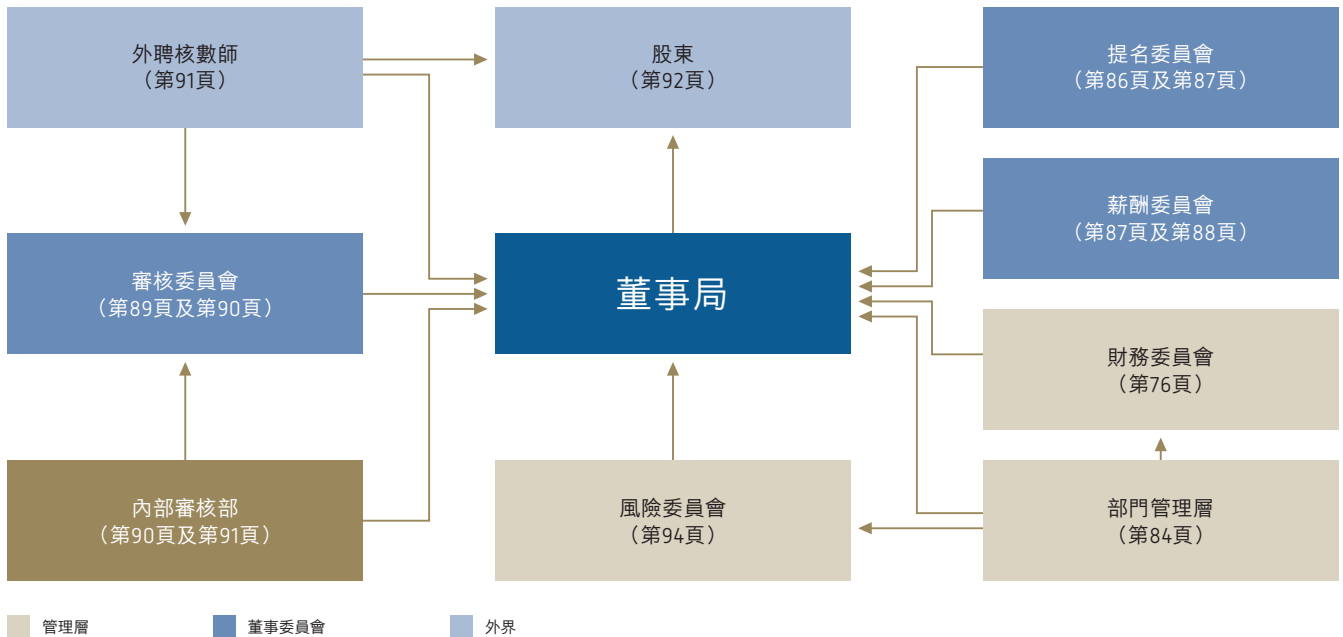 外聘核數師
（第91頁）
股東
（第92頁）
提名委員會
（第86頁及第87頁）
薪酬委員會
（第87頁及第88頁）
審核委員會
（第89頁及第90頁）
董事局
財務委員會
（第76頁）
內部審核部
（第90頁及第91頁）
風險委員會
（第94頁）
部門管理層
（第84頁）
管理層
董事委員會
外界